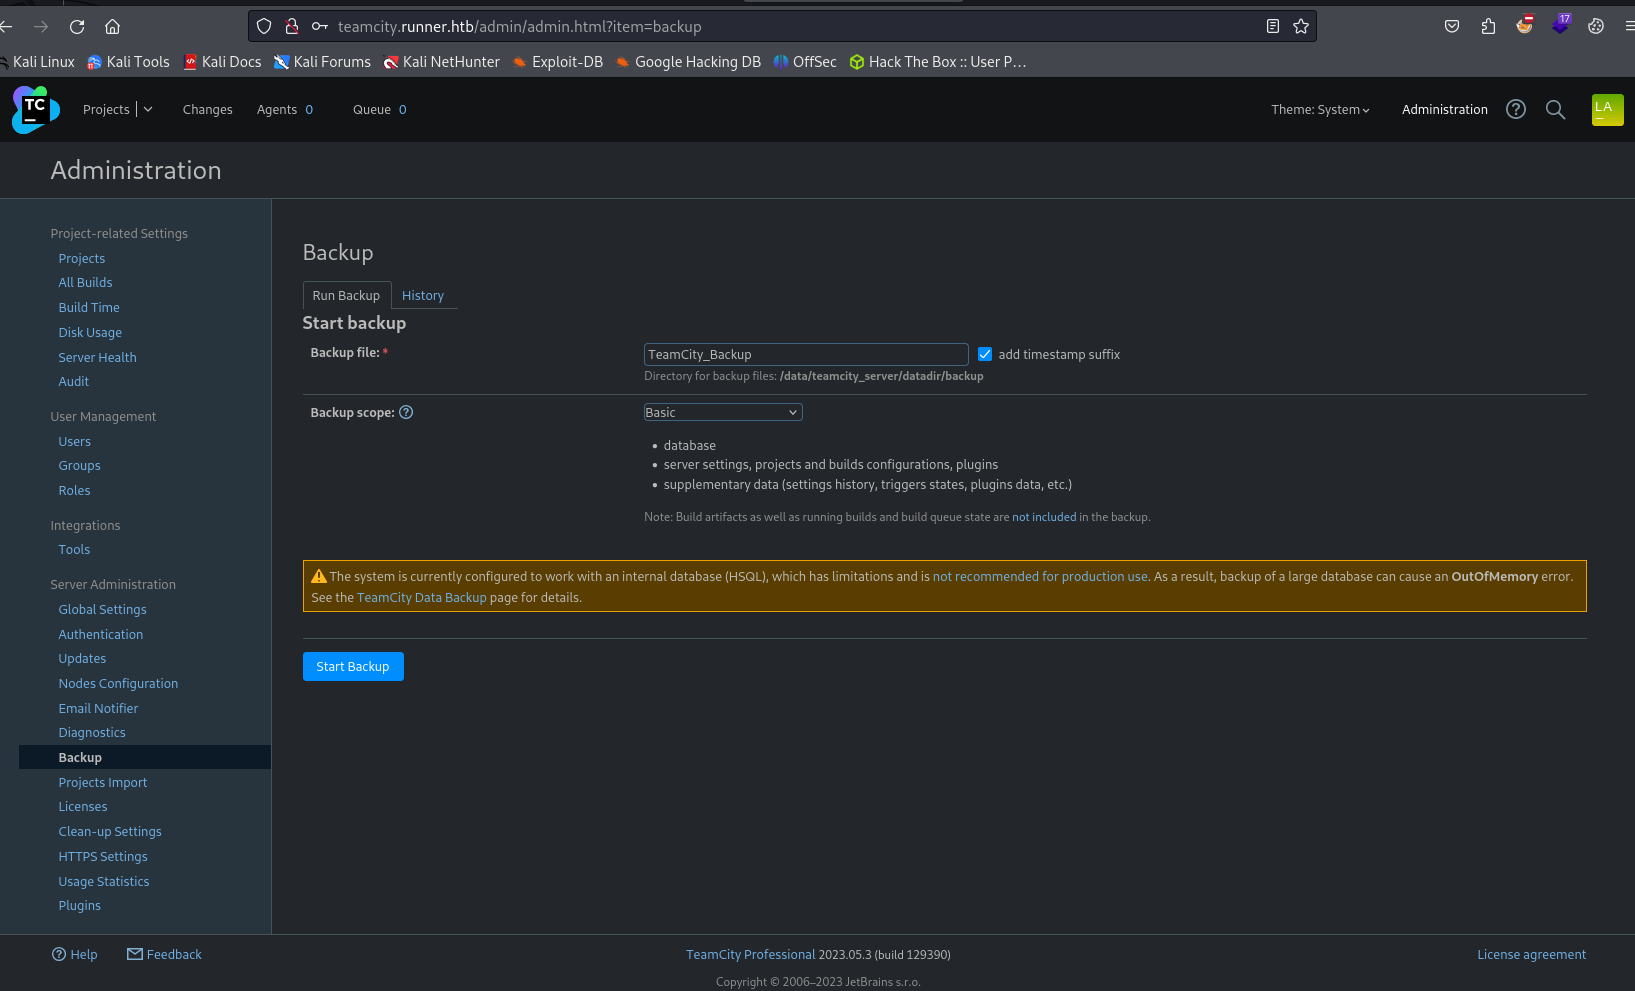 teamcity.runner.htb/admin/admin.html?item=backup
17
Kali Linux Kali Tools Kali Docs Kali Forums Kali NetHunter Exploit-DB Google Hacking DB OffSec Hack The Box :: User P…
TC Projects Changes Agents 0 Queue 0 Theme: System Administration LA
Administration
Project-related Settings
Projects
All Builds
Build Time
Disk Usage
Server Health
Audit
User Management
Users
Groups
Roles
Integrations
Tools
Server Administration
Global Settings
Authentication
Updates
Nodes Configuration
Email Notifier
Diagnostics
Backup
Projects Import
Licenses
Clean-up Settings
HTTPS Settings
Usage Statistics
Plugins
Backup
Run Backup History
Start backup
Backup file: * TeamCity_Backup add timestamp suffix
Directory for backup files: /data/teamcity_server/datadir/backup
Backup scope: ? Basic
• database
• server settings, projects and builds configurations, plugins
• supplementary data (settings history, triggers states, plugins data, etc.)
Note: Build artifacts as well as running builds and build queue state are not included in the backup.
The system is currently configured to work with an internal database (HSQL), which has limitations and is not recommended for production use. As a result, backup of a large database can cause an OutOfMemory error.
See the TeamCity Data Backup page for details.
Start Backup
Help Feedback TeamCity Professional 2023.05.3 (build 129390) License agreement
Copyright © 2006–2023 JetBrains s.r.o.